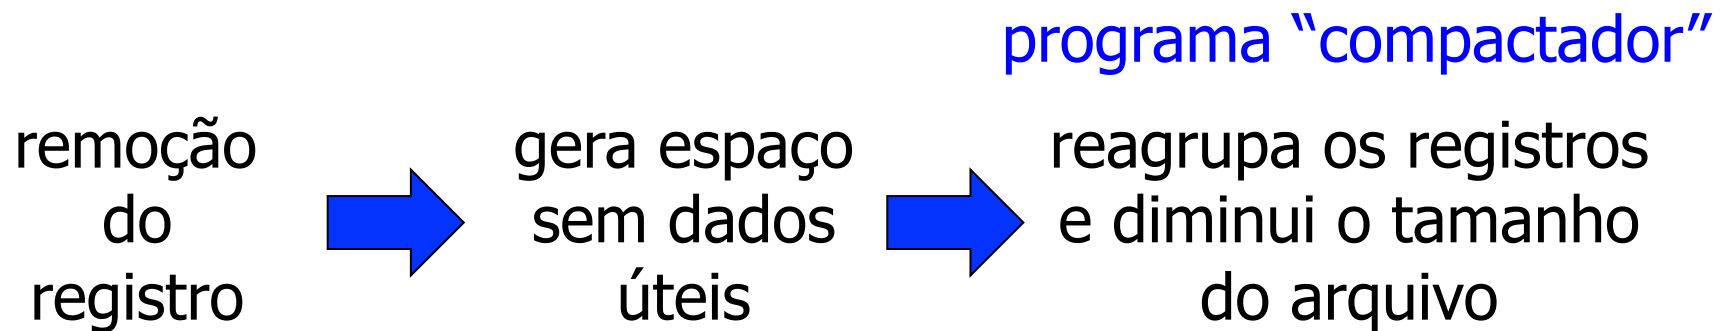 programa “compactador”
remoção
do
registro
gera espaço
sem dados
úteis
reagrupa os registros
e diminui o tamanho
do arquivo